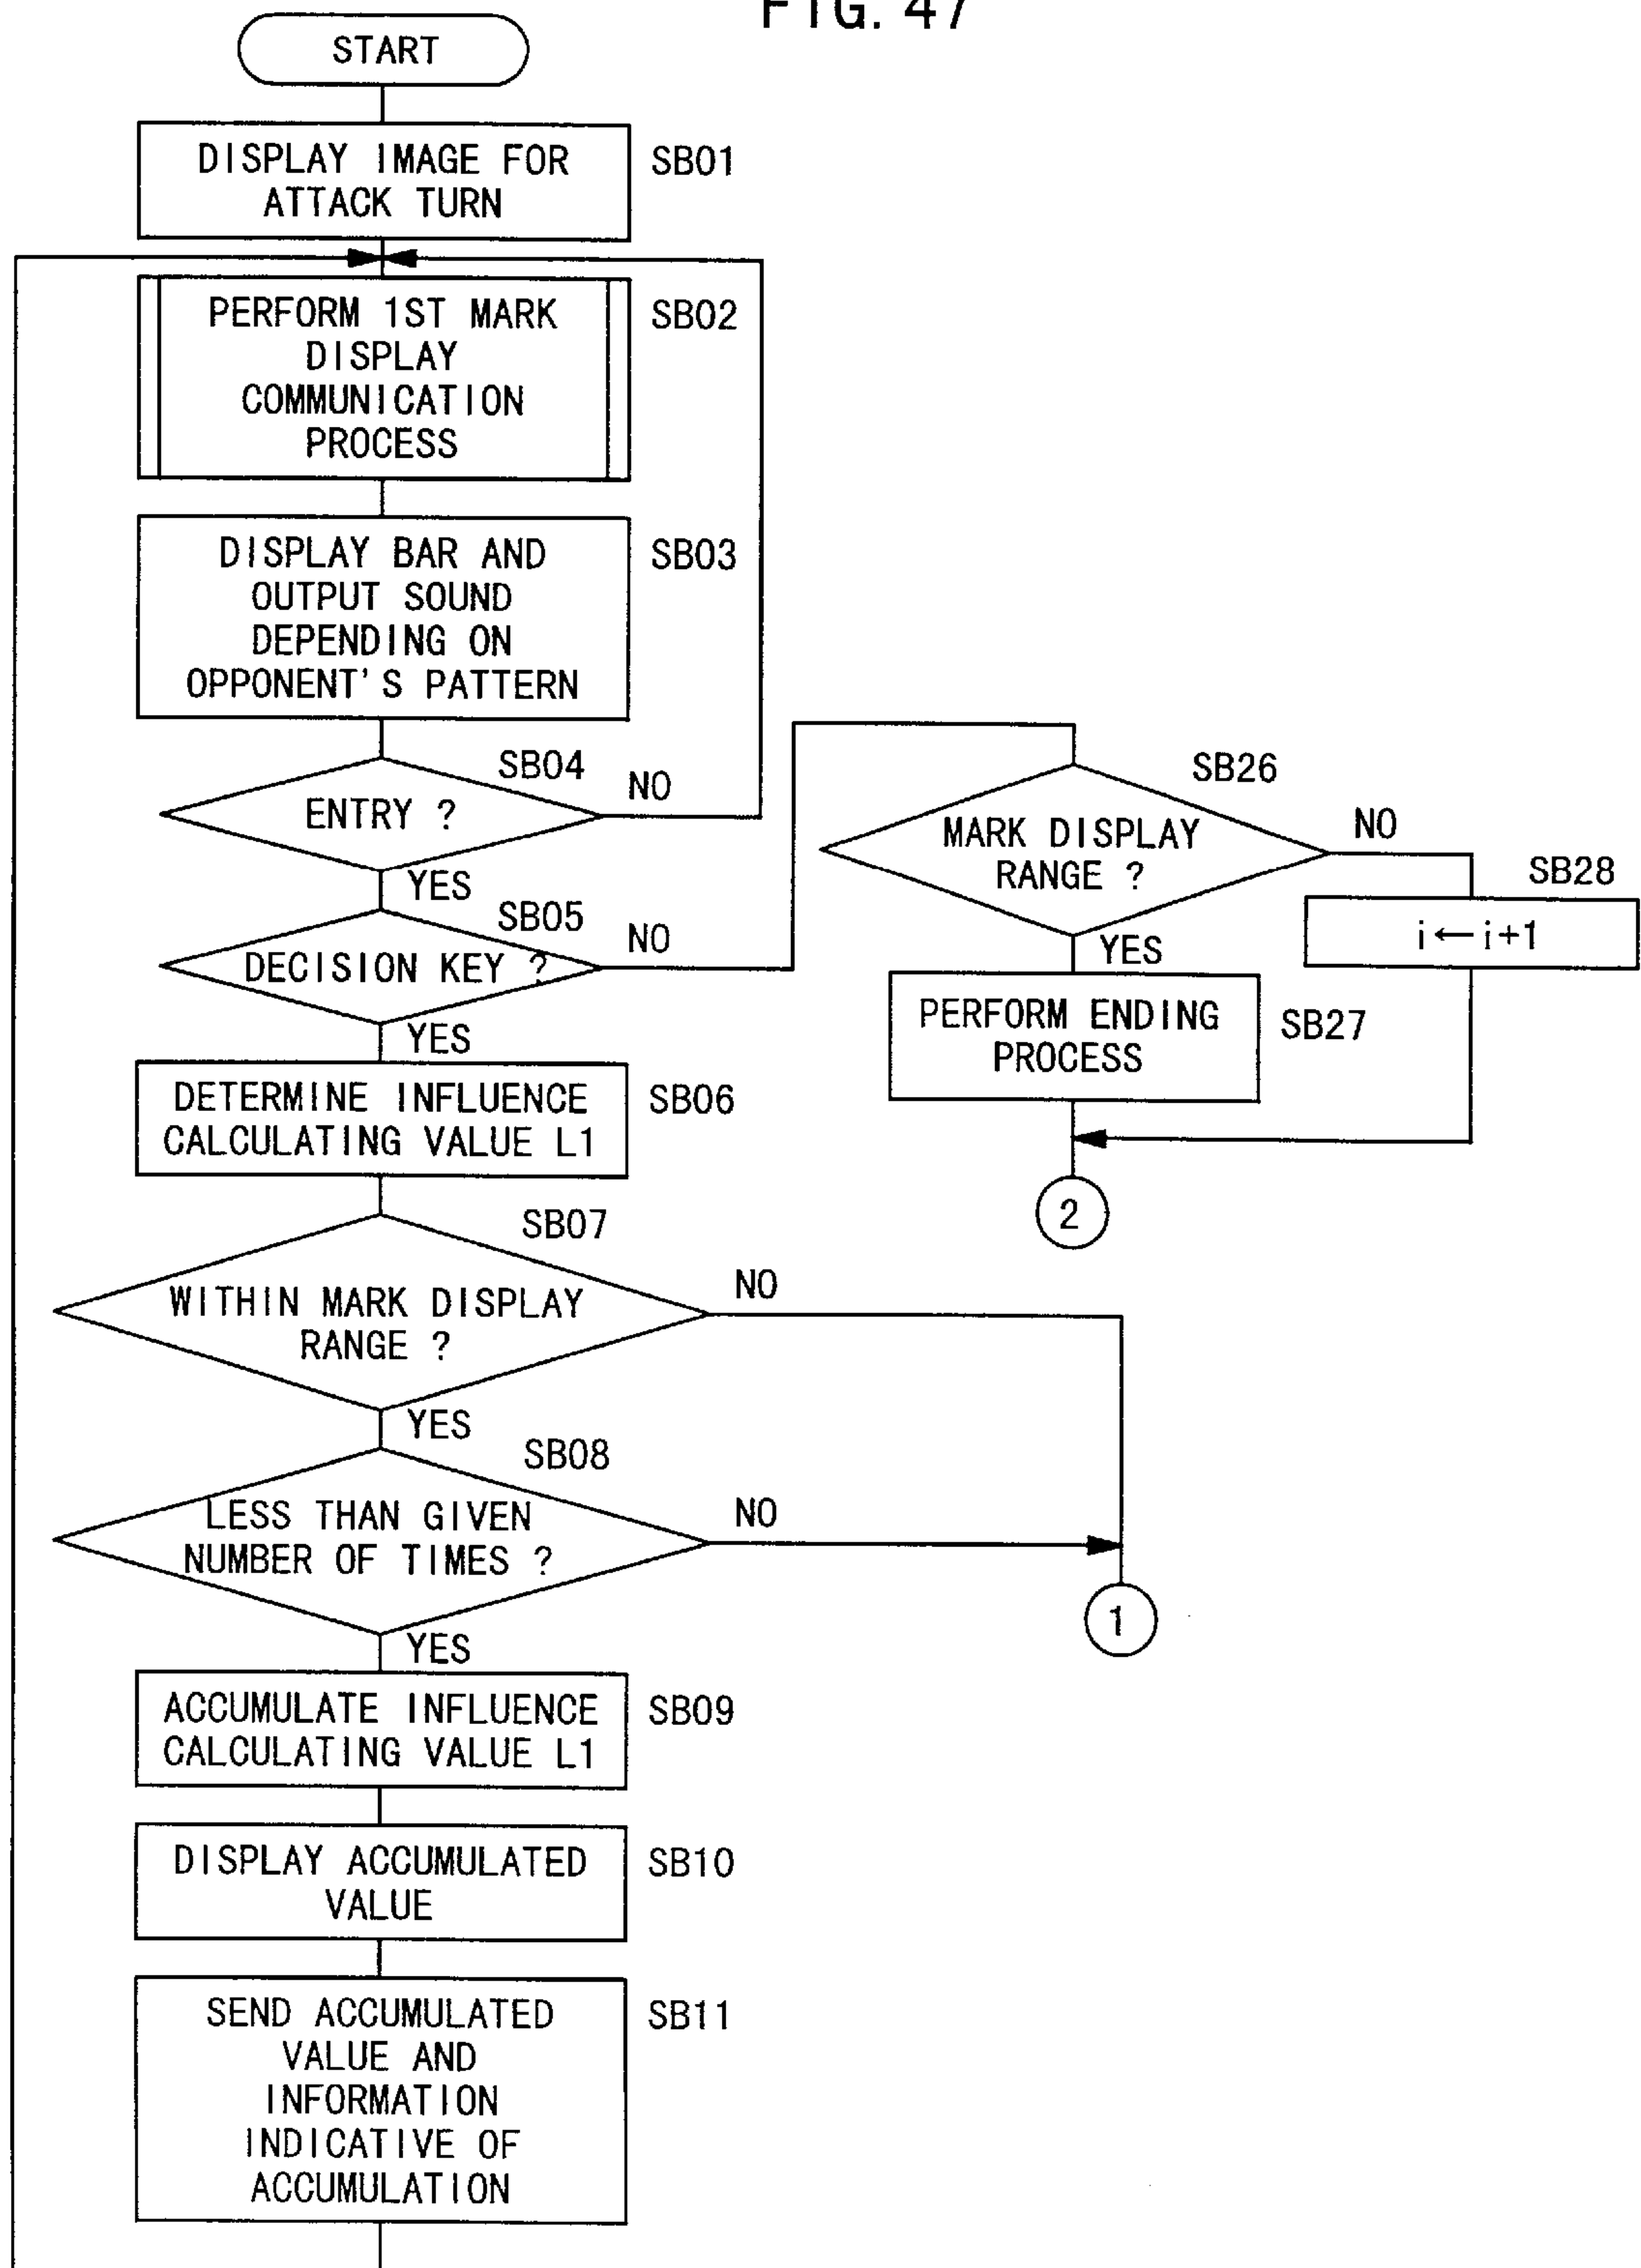 FIG. 47
START
DISPLAY IMAGE FOR
ATTACK TURN
SB01
PERFORM 1ST MARK
DISPLAY
COMMUNICATION
PROCESS
SB02
DISPLAY BAR AND
OUTPUT SOUND
DEPENDING ON
OPPONENT'S PATTERN
SB03
SB04
ENTRY ?
NO
YES
SB05
DECISION KEY ?
NO
YES
SB26
MARK DISPLAY
RANGE ?
NO
YES
SB28
i←i+1
PERFORM ENDING
PROCESS
SB27
2
DETERMINE INFLUENCE
CALCULATING VALUE L1
SB06
SB07
WITHIN MARK DISPLAY
RANGE ?
NO
YES
SB08
LESS THAN GIVEN
NUMBER OF TIMES ?
NO
YES
1
ACCUMULATE INFLUENCE
CALCULATING VALUE L1
SB09
DISPLAY ACCUMULATED
VALUE
SB10
SEND ACCUMULATED
VALUE AND
INFORMATION
INDICATIVE OF
ACCUMULATION
SB11